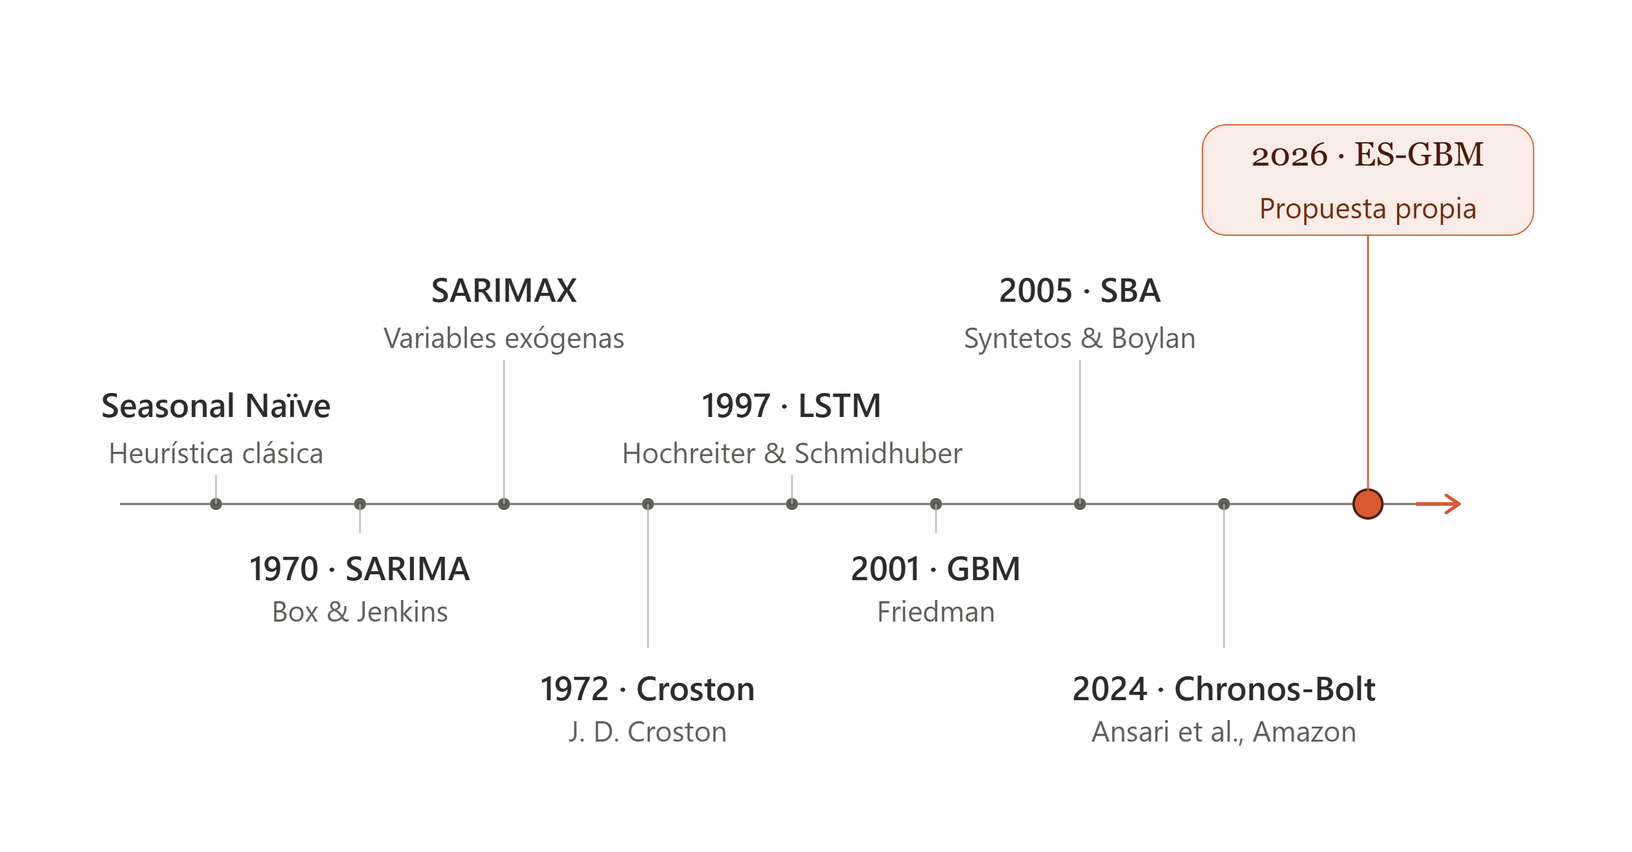 2026 · ES-GBM
Propuesta propia
SARIMAX
Variables exógenas
2005 · SBA
Syntetos & Boylan
Seasonal Naïve
Heurística clásica
1997 · LSTM
Hochreiter & Schmidhuber
1970 · SARIMA
Box & Jenkins
2001 · GBM
Friedman
1972 · Croston
J. D. Croston
2024 · Chronos-Bolt
Ansari et al., Amazon